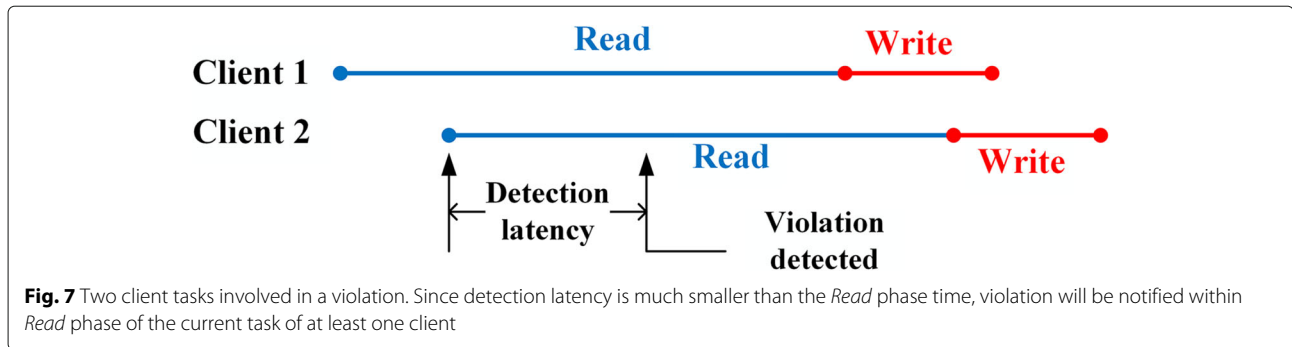 Read
Write
Client 1
Client 2
Read
Write
Detection
latency
Violation
detected
Fig. 7 Two client tasks involved in a violation. Since detection latency is much smaller than the Read phase time, violation will be notified within
Read phase of the current task of at least one client